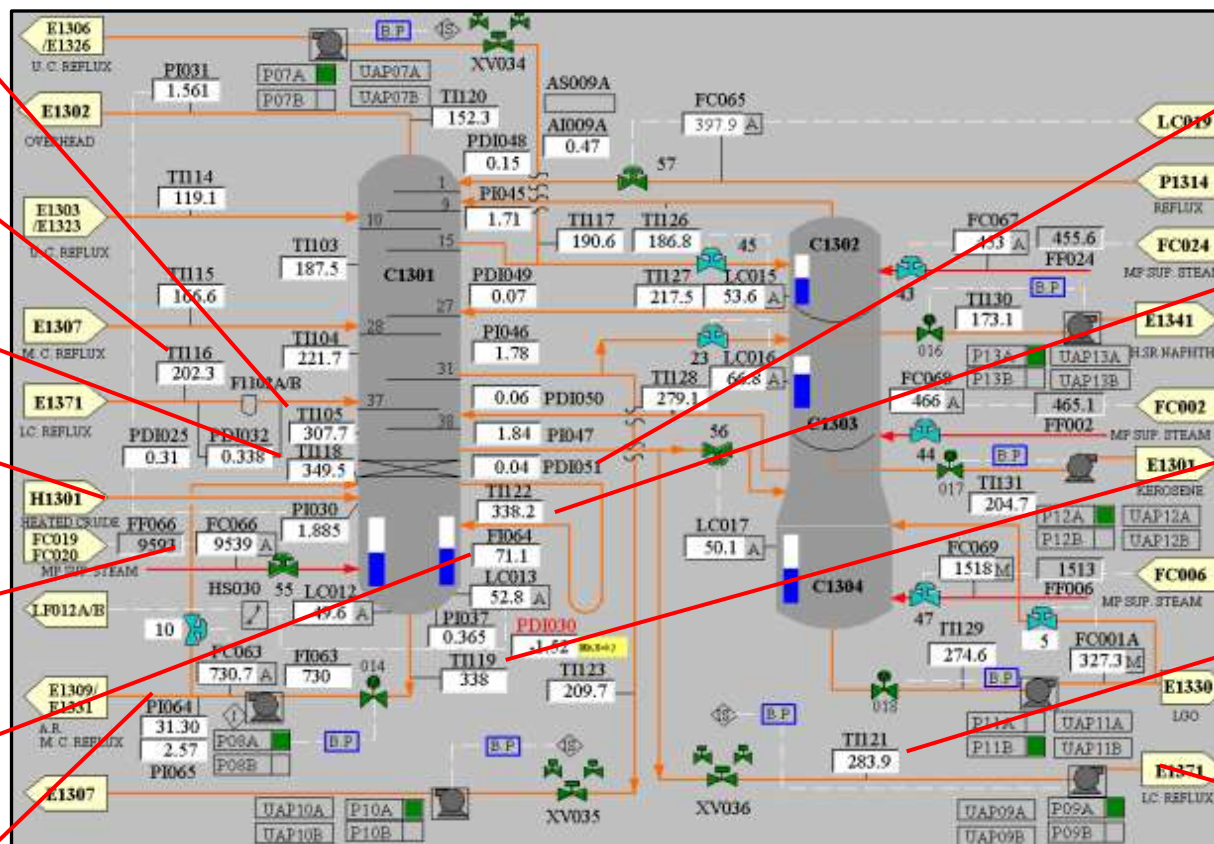 E1306
/E1326
U. C. REFLUX
P07A
P07B
B.P
UAP07A
UAP07B
IS
XV034
PI031
1.561
TI120
152.3
E1302
OVERHEAD
AS009A
AI009A
0.47
FC065
397.9 A
LC019
57
PDI048
0.15
PI045
1.71
P1314
REFLUX
TI114
119.1
E1303
/E1323
U. C. REFLUX
1
9
10
15
TI117
190.6
TI126
186.8
45
C1302
FC067
453 A
455.6
FF024
FC024
MP SUP. STEAM
43
TI103
187.5
C1301
PDI049
0.07
TI127
217.5
LC015
53.6 A
B.P
TI115
166.6
E1307
M. C. REFLUX
27
28
TI104
221.7
PI046
1.78
23
LC016
66.8 A
TI130
173.1
016
E1341
H.SR NAPHTH
P13A
P13B
UAP13A
UAP13B
TI116
202.3
F1102A/B
31
0.06
PDI050
TI128
279.1
FC068
466 A
465.1
FF002
FC002
MP SUP. STEAM
E1371
LC. REFLUX
37
38
TI105
307.7
1.84
PI047
C1303
44
PDI025
0.31
PDI032
0.338
TI118
349.5
0.04
PDI051
56
017
B.P
E1301
KEROSENE
H1301
HEATED CRUDE
PI030
1.885
TI122
338.2
TI131
204.7
P12A
P12B
UAP12A
UAP12B
FC019
FC020
MP SUP. STEAM
FF066
9593
FC066
9539 A
55
FI064
71.1
LC017
50.1 A
FC069
1518 M
1513
FF006
FC006
MP SUP. STEAM
LF012A/B
HS030
LC012
49.6 A
LC013
52.8 A
C1304
47
5
10
PI037
0.365
PDI030
-1.52
TI119
338
TI123
209.7
TI129
274.6
FC001A
327.3 M
FC063
730.7 A
FI063
730
014
018
B.P
E1330
LGO
E1309/
E1331
A.R.
M. C. REFLUX
PI064
31.30
2.57
PI065
I
P08A
P08B
B.P
B.P
IS
IS
B.P
P11A
P11B
UAP11A
UAP11B
TI121
283.9
E1307
UAP10A
UAP10B
P10A
P10B
XV035
XV036
UAP09A
UAP09B
P09A
P09B
E1371
LC. REFLUX